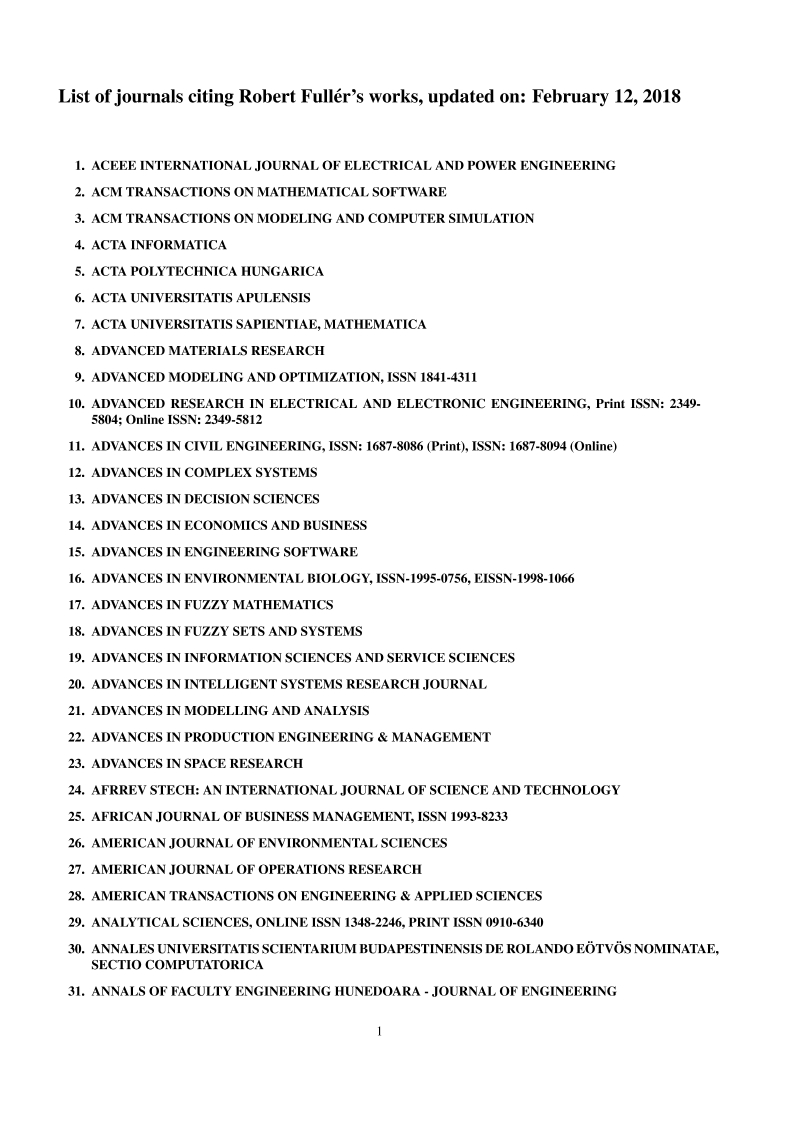 List of journals citing Robert Fullér's works, updated on: February 12, 2018
1. ACEEE INTERNATIONAL JOURNAL OF ELECTRICAL AND POWER ENGINEERING
2. ACM TRANSACTIONS ON MATHEMATICAL SOFTWARE
3. ACM TRANSACTIONS ON MODELING AND COMPUTER SIMULATION
4. ACTA INFORMATICA
5. ACTA POLYTECHNICA HUNGARICA
6. ACTA UNIVERSITATIS APULENSIS
7. ACTA UNIVERSITATIS SAPIENTIAE, MATHEMATICA
8. ADVANCED MATERIALS RESEARCH
9. ADVANCED MODELING AND OPTIMIZATION, ISSN 1841-4311
10. ADVANCED RESEARCH IN ELECTRICAL AND ELECTRONIC ENGINEERING, Print ISSN: 2349-
5804; Online ISSN: 2349-5812
11. ADVANCES IN CIVIL ENGINEERING, ISSN: 1687-8086 (Print), ISSN: 1687-8094 (Online)
12. ADVANCES IN COMPLEX SYSTEMS
13. ADVANCES IN DECISION SCIENCES
14. ADVANCES IN ECONOMICS AND BUSINESS
15. ADVANCES IN ENGINEERING SOFTWARE
16. ADVANCES IN ENVIRONMENTAL BIOLOGY, ISSN-1995-0756, EISSN-1998-1066
17. ADVANCES IN FUZZY MATHEMATICS
18. ADVANCES IN FUZZY SETS AND SYSTEMS
19. ADVANCES IN INFORMATION SCIENCES AND SERVICE SCIENCES
20. ADVANCES IN INTELLIGENT SYSTEMS RESEARCH JOURNAL
21. ADVANCES IN MODELLING AND ANALYSIS
22. ADVANCES IN PRODUCTION ENGINEERING & MANAGEMENT
23. ADVANCES IN SPACE RESEARCH
24. AFRREV STECH: AN INTERNATIONAL JOURNAL OF SCIENCE AND TECHNOLOGY
25. AFRICAN JOURNAL OF BUSINESS MANAGEMENT, ISSN 1993-8233
26. AMERICAN JOURNAL OF ENVIRONMENTAL SCIENCES
27. AMERICAN JOURNAL OF OPERATIONS RESEARCH
28. AMERICAN TRANSACTIONS ON ENGINEERING & APPLIED SCIENCES
29. ANALYTICAL SCIENCES, ONLINE ISSN 1348-2246, PRINT ISSN 0910-6340
30. ANNALES UNIVERSITATIS SCIENTARIUM BUDAPESTINENSIS DE ROLANDO EÖTVÖS NOMINATAE,
SECTIO COMPUTATORICA
31. ANNALS OF FACULTY ENGINEERING HUNEDOARA - JOURNAL OF ENGINEERING
1